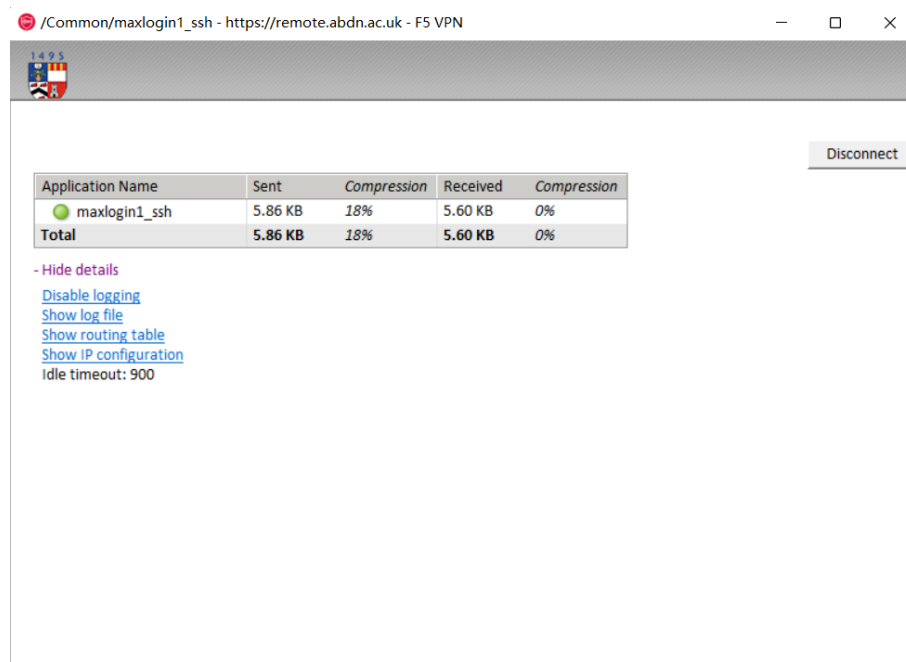 /Common/maxlogin1_ssh - https://remote.abdn.ac.uk - F5 VPN
1495
Disconnect
Application Name Sent Compression Received Compression
maxlogin1_ssh 5.86 KB 18% 5.60 KB 0%
Total 5.86 KB 18% 5.60 KB 0%
- Hide details
Disable logging
Show log file
Show routing table
Show IP configuration
Idle timeout: 900